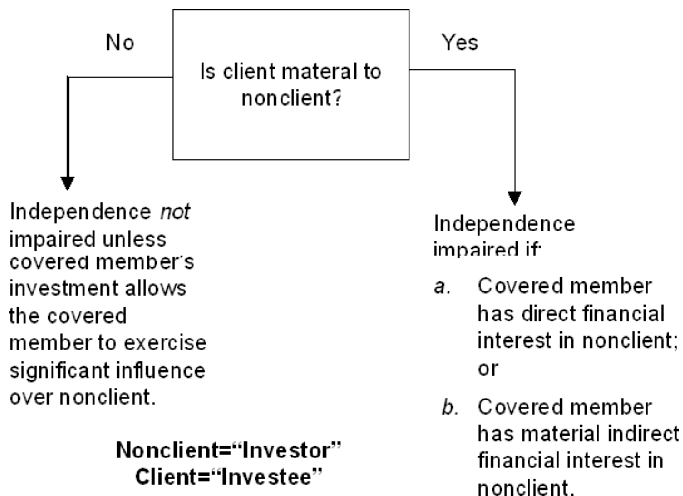 No
Yes
Is client materal to
nonclient?
Independence not
impaired unless
covered member's
investment allows
the covered
member to exercise
significant influence
over nonclient.
Independence
impaired if:
a. Covered member
has direct financial
interest in nonclient;
or
b. Covered member
has material indirect
financial interest in
nonclient.
Nonclient="Investor"
Client="Investee"